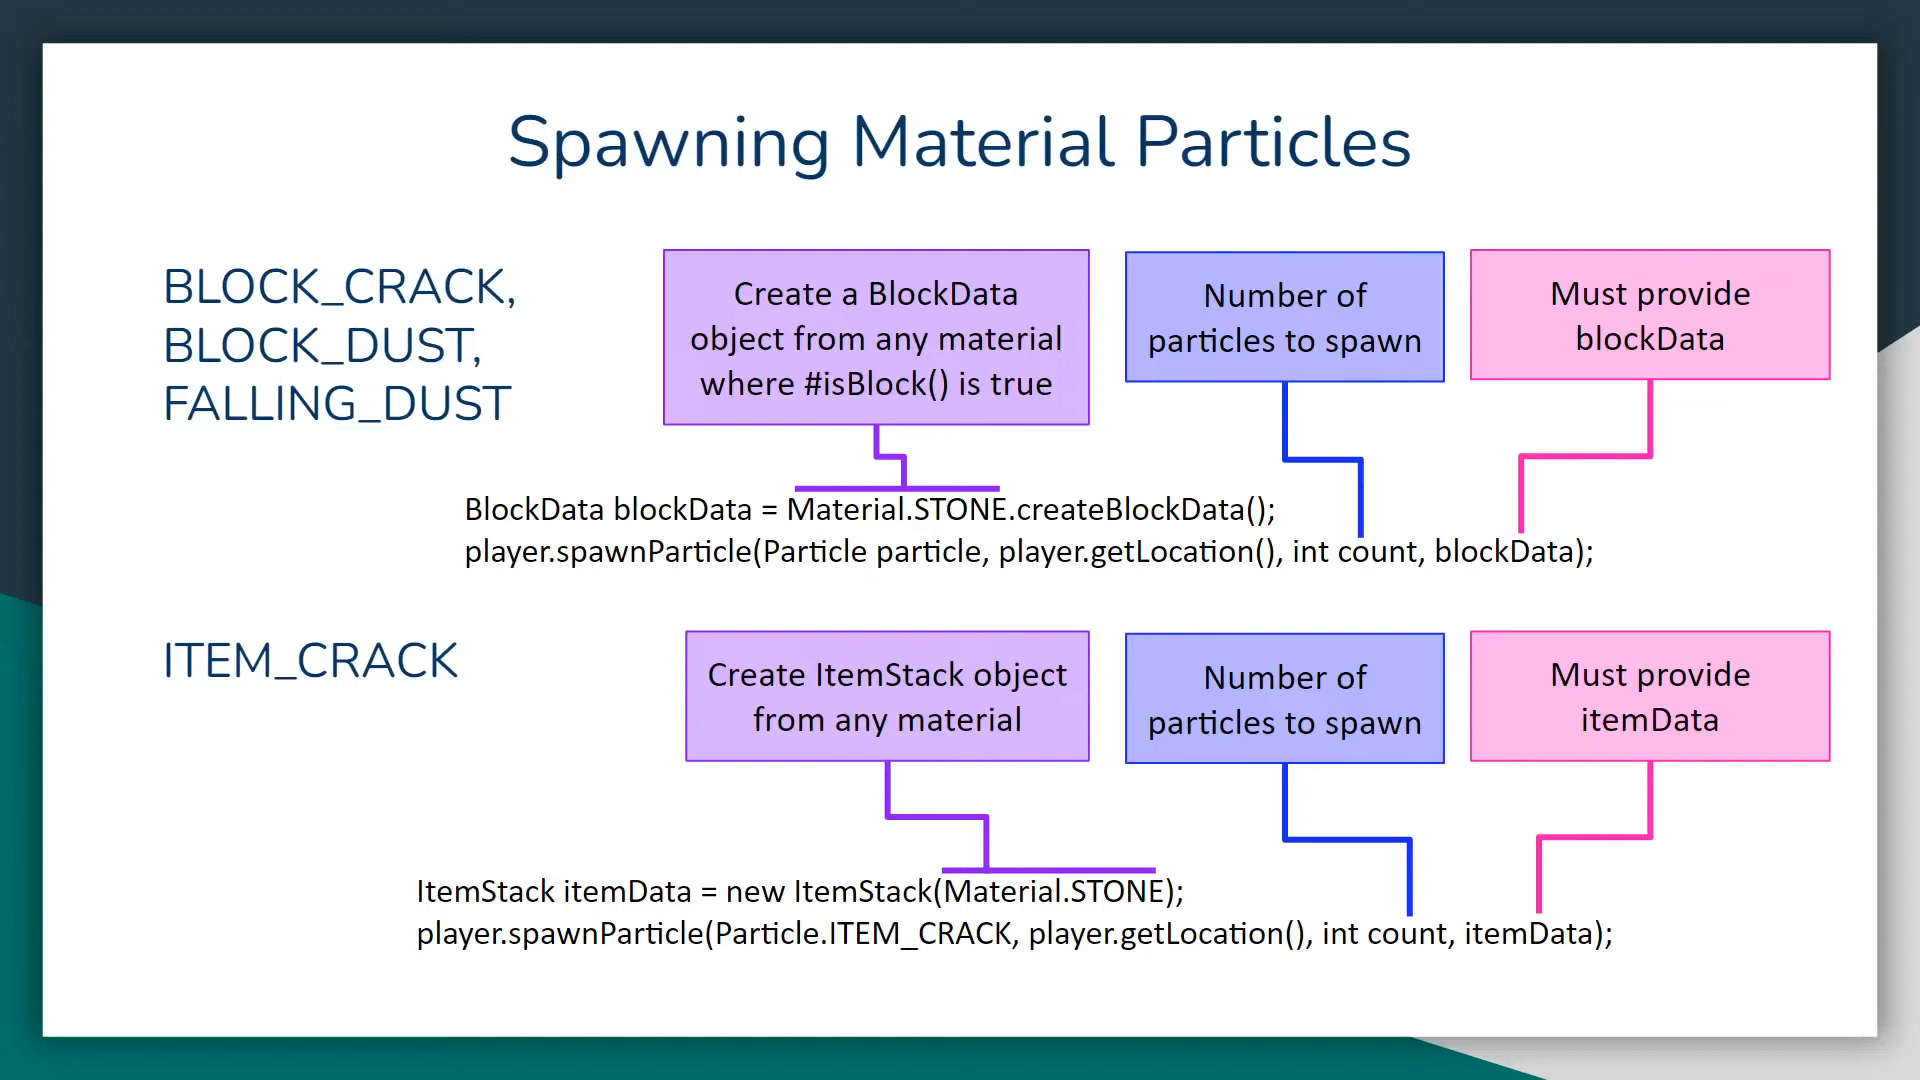 Spawning Material Particles
BLOCK_CRACK,
BLOCK_DUST,
FALLING_DUST
Create a BlockData
object from any material
where #isBlock() is true
Number of
particles to spawn
Must provide
blockData
BlockData blockData = Material.STONE.createBlockData();
player.spawnParticle(Particle particle, player.getLocation(), int count, blockData);
ITEM_CRACK
Create ItemStack object
from any material
Number of
particles to spawn
Must provide
itemData
ItemStack itemData = new ItemStack(Material.STONE);
player.spawnParticle(Particle.ITEM_CRACK, player.getLocation(), int count, itemData);